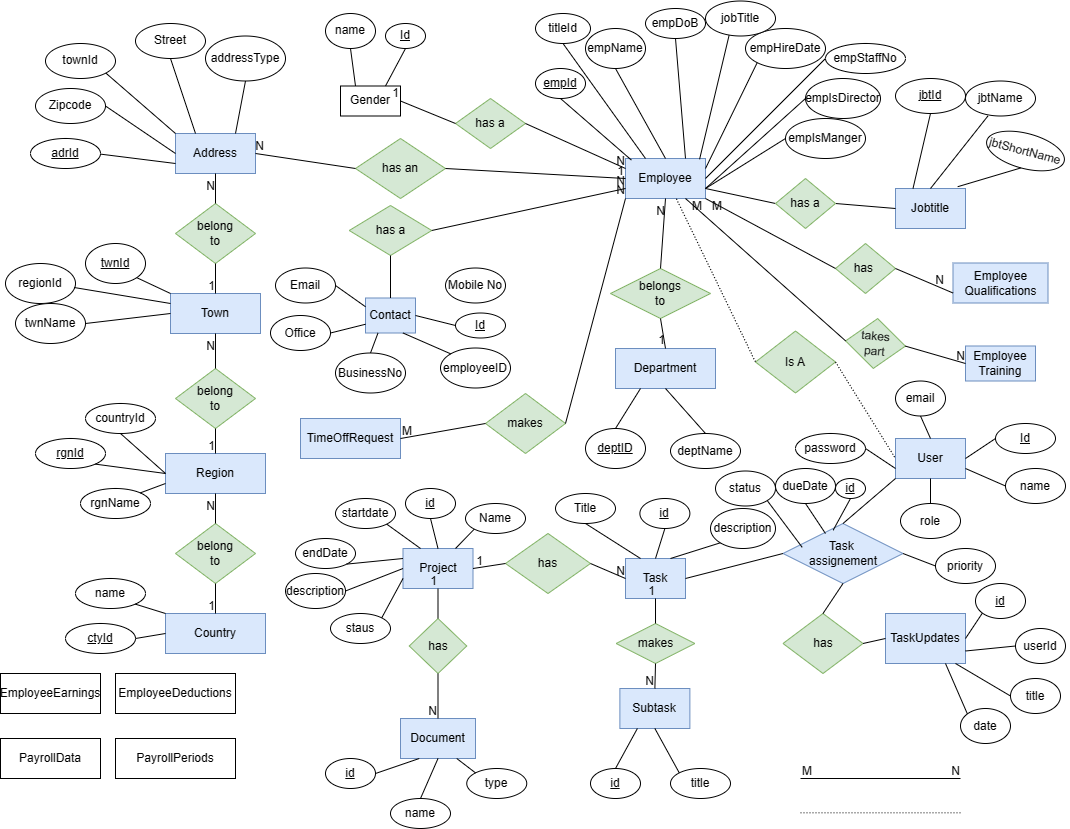 name
Id
Gender
1
has a
Street
townId
addressType
Zipcode
adrId
Address
N
has an
N
titleId
empDoB
jobTitle
empName
empHireDate
empStaffNo
empId
empIsDirector
empIsManger
N
1
N
N
Employee
N
M
M
jbtId
jbtName
jbtShortName
has a
Jobtitle
has
N
Employee
Qualifications
takes
part
N
Employee
Training
belong
to
1
twnId
regionId
twnName
Town
N
has a
Email
Mobile No
Contact
Id
Office
BusinessNo
employeeID
belongs
to
1
Department
deptID
deptName
Is A
TimeOffRequest
M
makes
belong
to
1
countryId
rgnId
rgnName
Region
N
email
password
User
Id
name
role
status
dueDate
id
Task
assignement
priority
belong
to
1
name
ctyId
Country
startdate
id
Name
endDate
description
staus
Project
1
1
has
N
Title
id
description
Task
1
has
N
Document
id
name
type
makes
N
Subtask
id
title
has
TaskUpdates
id
userId
title
date
EmployeeEarnings
EmployeeDeductions
PayrollData
PayrollPeriods
M
N